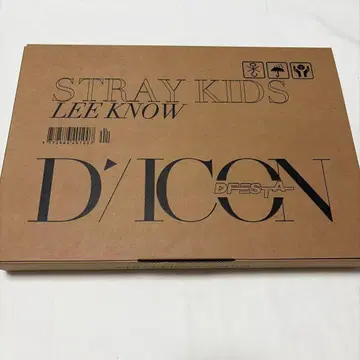 STRAY KIDS
LEE KNOW
D'/ICON
DFESTA